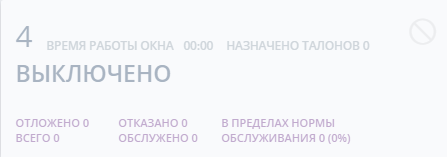 4 ВРЕМЯ РАБОТЫ ОКНА 00:00 НАЗНАЧЕНО ТАЛОНОВ 0
ВЫКЛЮЧЕНО
ОТЛОЖЕНО 0 ОТКАЗАНО 0 В ПРЕДЕЛАХ НОРМЫ
ВСЕГО 0 ОБСЛУЖЕНО 0 ОБСЛУЖИВАНИЯ 0 (0%)